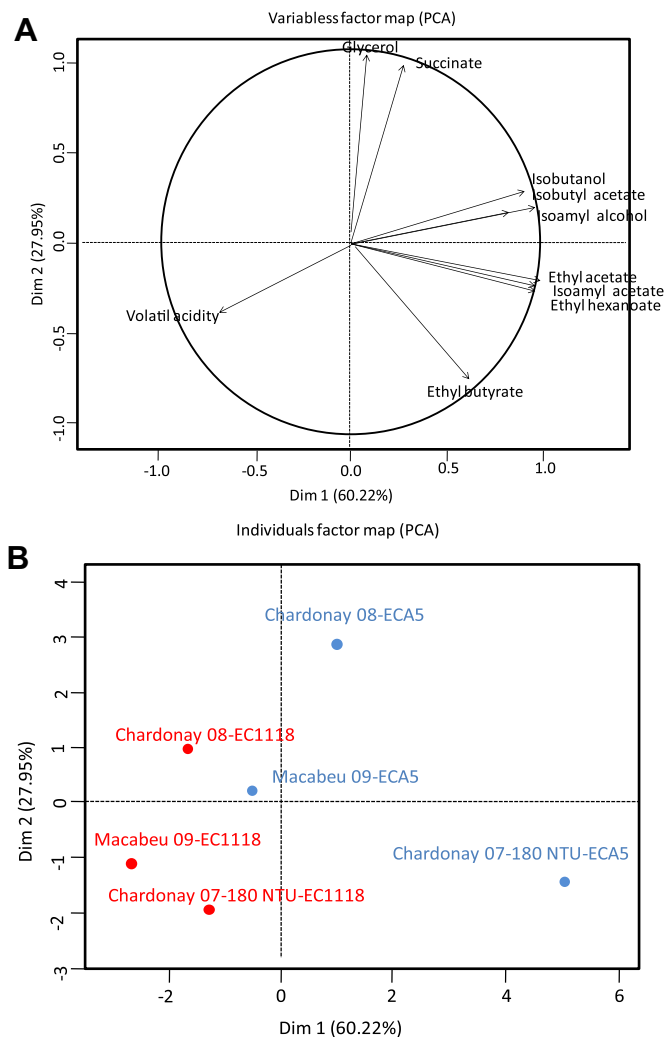 A
Variabless factor map (PCA)
Glycerol
Succinate
Isobutanol
Isobutyl acetate
Isoamyl alcohol
Ethyl acetate
Isoamyl acetate
Ethyl hexanoate
Volatil acidity
Ethyl butyrate
Dim 2 (27.95%)
1.0
0.5
0.0
-0.5
-1.0
-1.0
-0.5
0.0
0.5
1.0
Dim 1 (60.22%)
Individuals factor map (PCA)
B
Chardonay 08-ECA5
Chardonay 08-EC1118
Macabeu 09-ECA5
Macabeu 09-EC1118
Chardonay 07-180 NTU-ECA5
Chardonay 07-180 NTU-EC1118
Dim 2 (27.95%)
4
3
2
1
0
-1
-2
-3
-2
0
2
4
6
Dim 1 (60.22%)